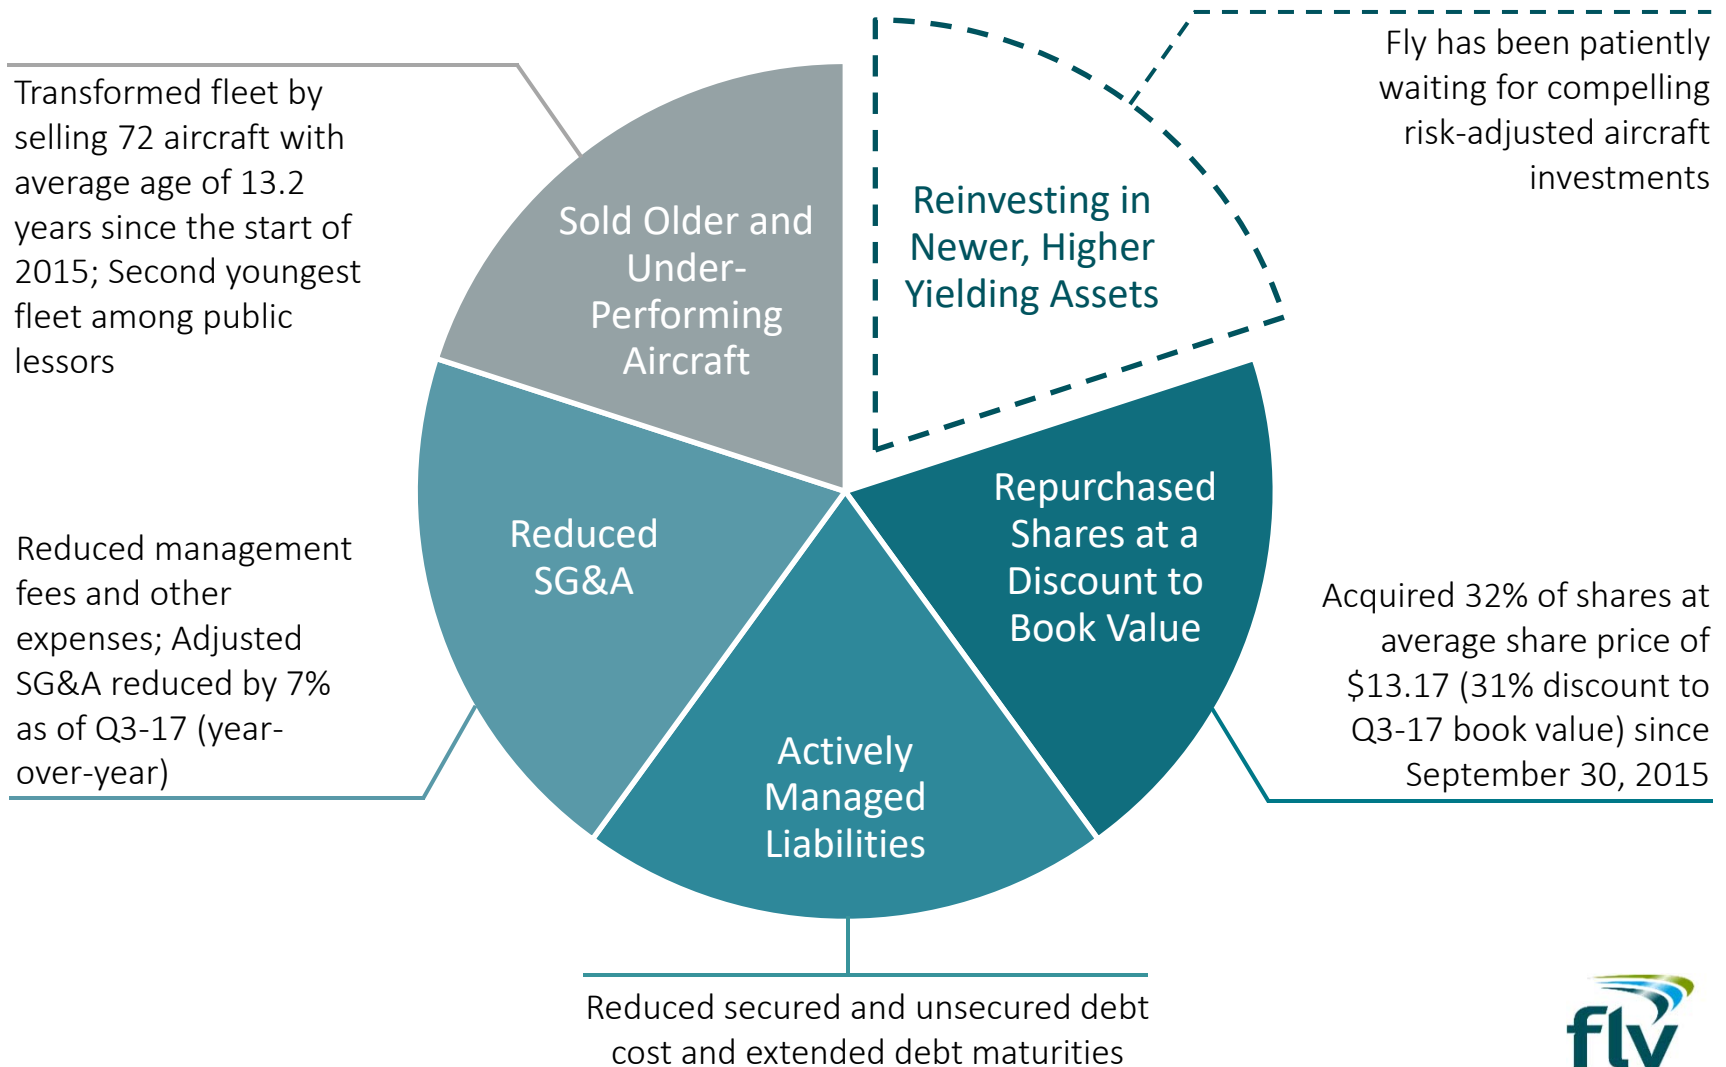 Transformed fleet by
selling 72 aircraft with
average age of 13.2
years since the start of
2015; Second youngest
fleet among public
lessors
Sold Older and
Under-
Performing
Aircraft
Reinvesting in
Newer, Higher
Yielding Assets
Fly has been patiently
waiting for compelling
risk-adjusted aircraft
investments
Reduced management
fees and other
expenses; Adjusted
SG&A reduced by 7%
as of Q3-17 (year-
over-year)
Reduced
SG&A
Repurchased
Shares at a
Discount to
Book Value
Acquired 32% of shares at
average share price of
$13.17 (31% discount to
Q3-17 book value) since
September 30, 2015
Actively
Managed
Liabilities
Reduced secured and unsecured debt
cost and extended debt maturities
fly